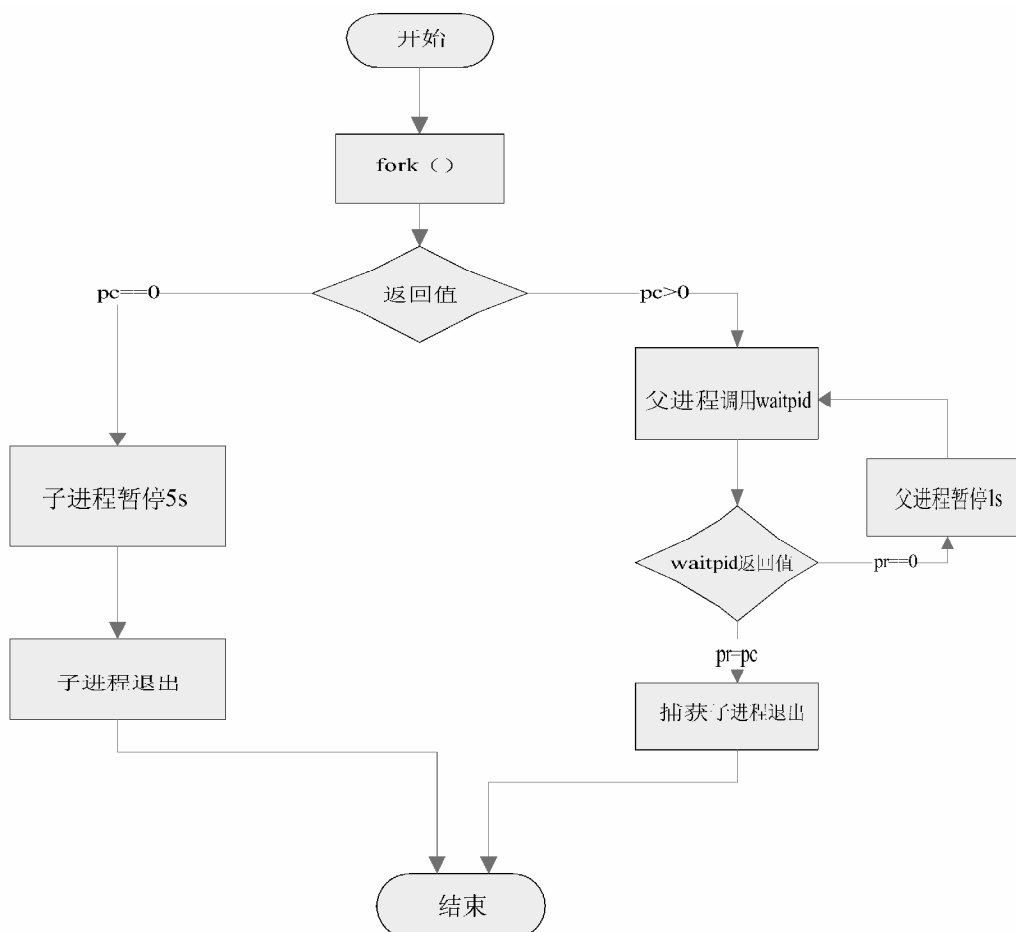 开始
fork（）
返回值
pc==0
pc>0
父进程调用waitpid
子进程暂停5s
父进程暂停1s
waitpid返回值
pr==0
pr=pc
子进程退出
捕获子进程退出
结束